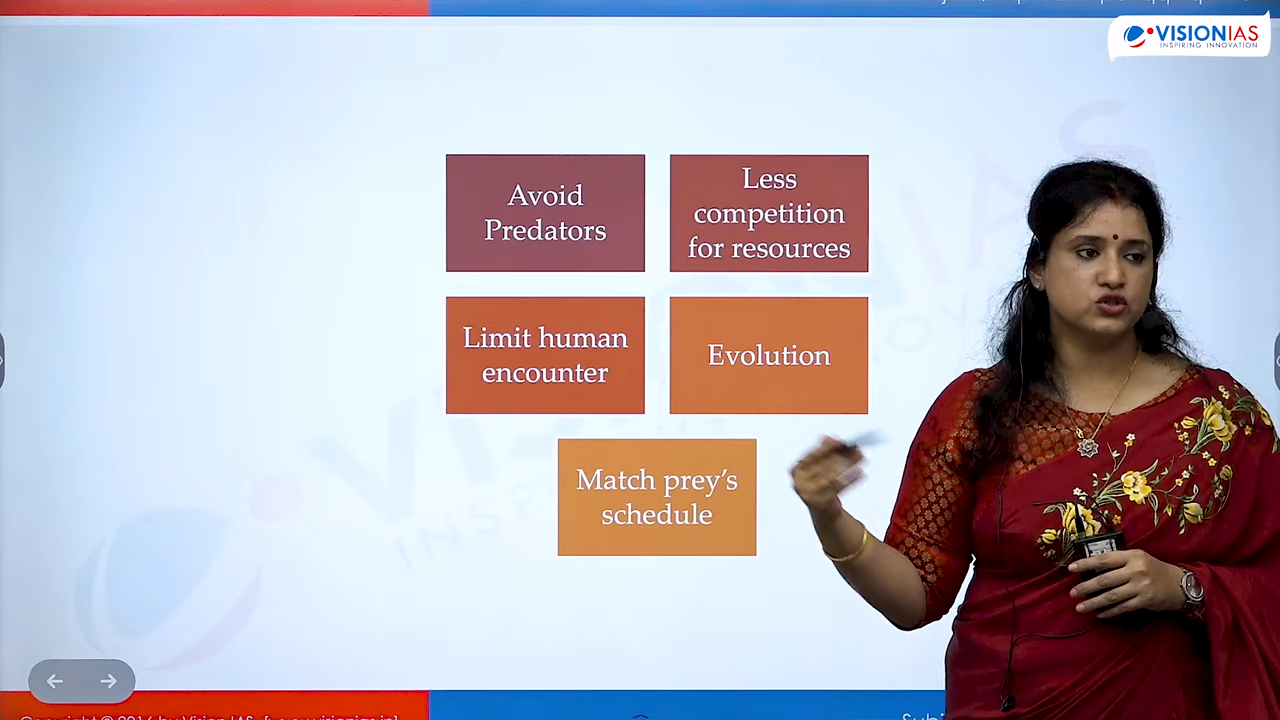 VISIONIAS
INSPIRING INNOVATION
Avoid
Predators
Less
competition
for resources
Limit human
encounter
Evolution
Match prey's
schedule